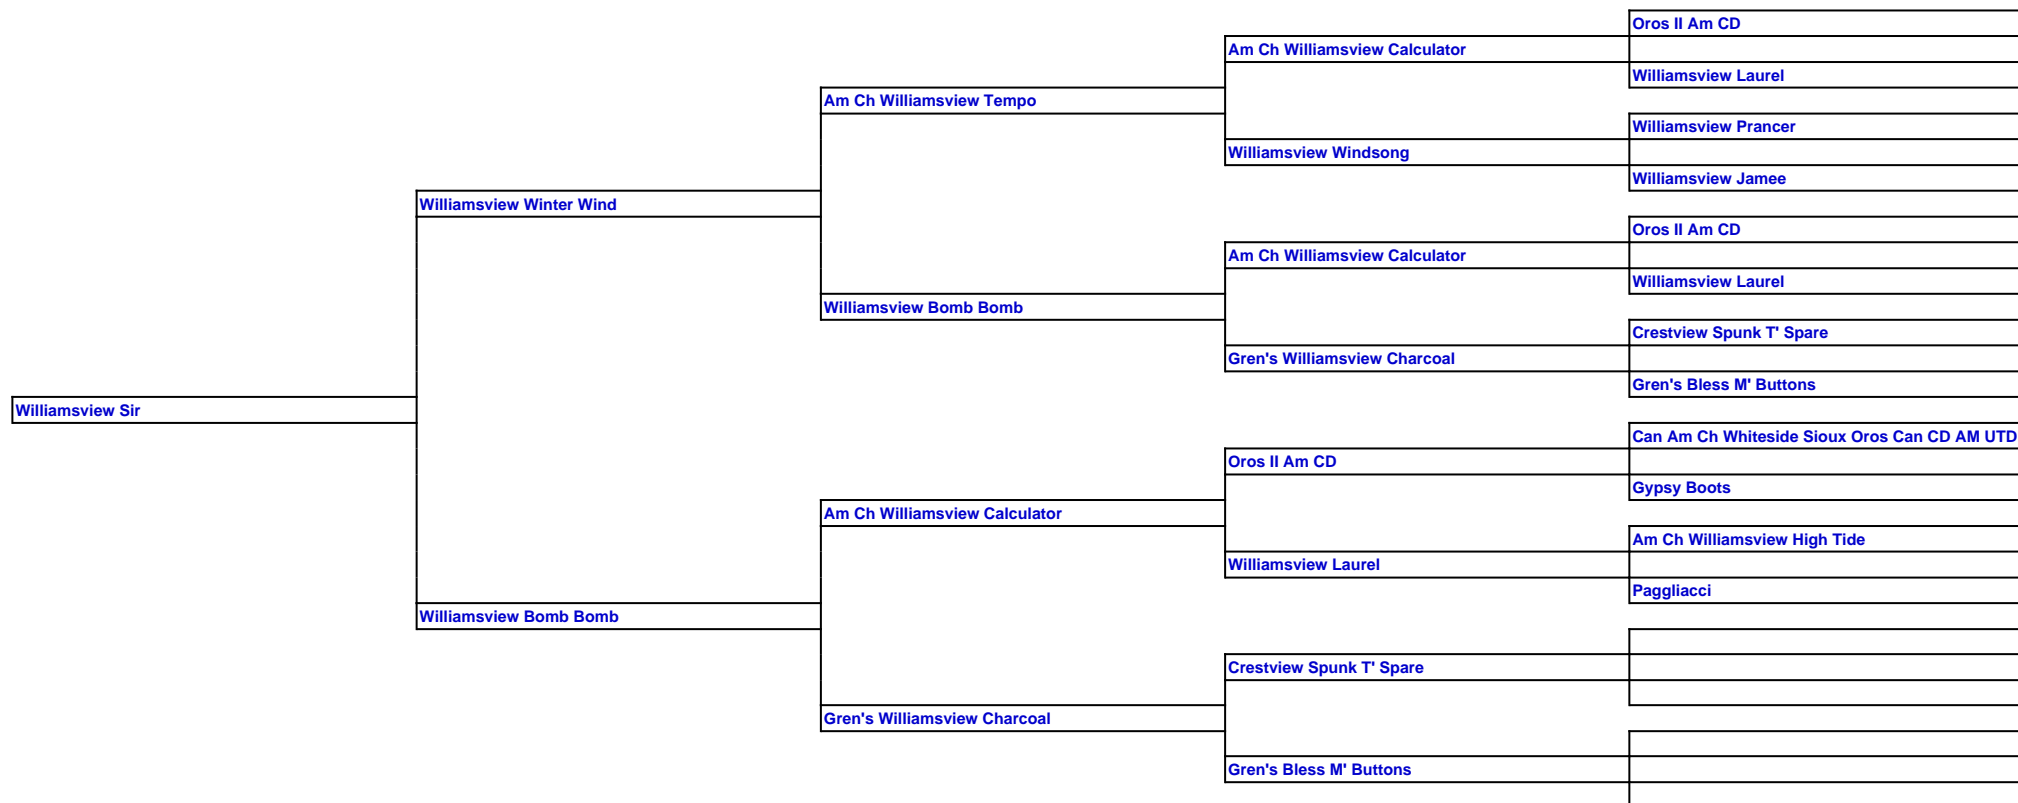 Oros II Am CD
Am Ch Williamsview Calculator
Williamsview Laurel
Am Ch Williamsview Tempo
Williamsview Prancer
Williamsview Windsong
Williamsview Jamee
Williamsview Winter Wind
Oros II Am CD
Am Ch Williamsview Calculator
Williamsview Laurel
Williamsview Bomb Bomb
Crestview Spunk T' Spare
Gren's Williamsview Charcoal
Gren's Bless M' Buttons
Williamsview Sir
Can Am Ch Whiteside Sioux Oros Can CD AM UTD
Oros II Am CD
Gypsy Boots
Am Ch Williamsview Calculator
Am Ch Williamsview High Tide
Williamsview Laurel
Paggliacci
Williamsview Bomb Bomb
Crestview Spunk T' Spare
Gren's Williamsview Charcoal
Gren's Bless M' Buttons